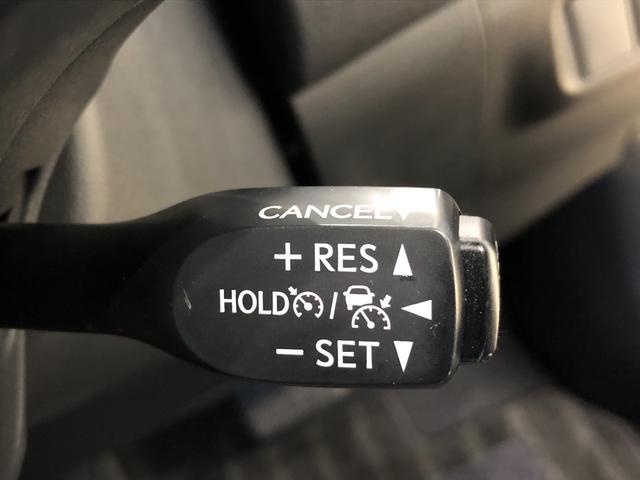 CANCEL
+ RES
HOLD /
− SET